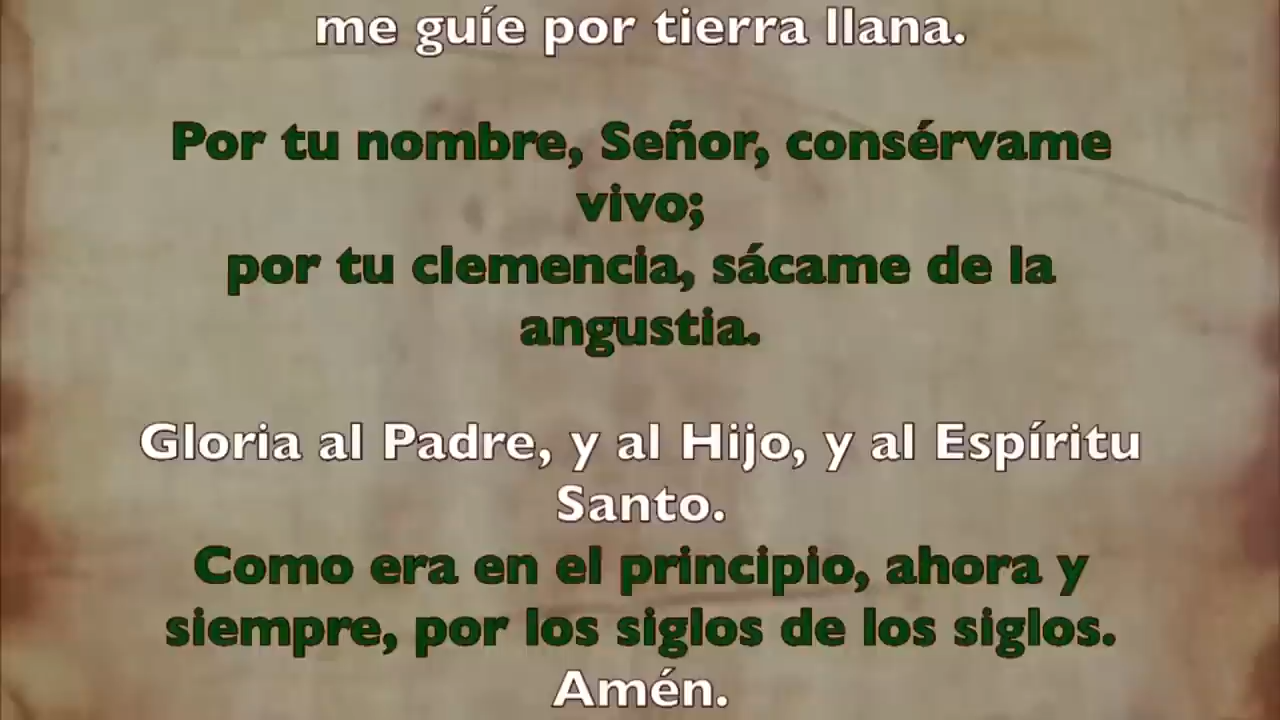 me guíe por tierra llana.
Por tu nombre, Señor, consérvame
vivo;
por tu clemencia, sácame de la
angustia.
Gloria al Padre, y al Hijo, y al Espíritu
Santo.
Como era en el principio, ahora y
siempre, por los siglos de los siglos.
Amén.